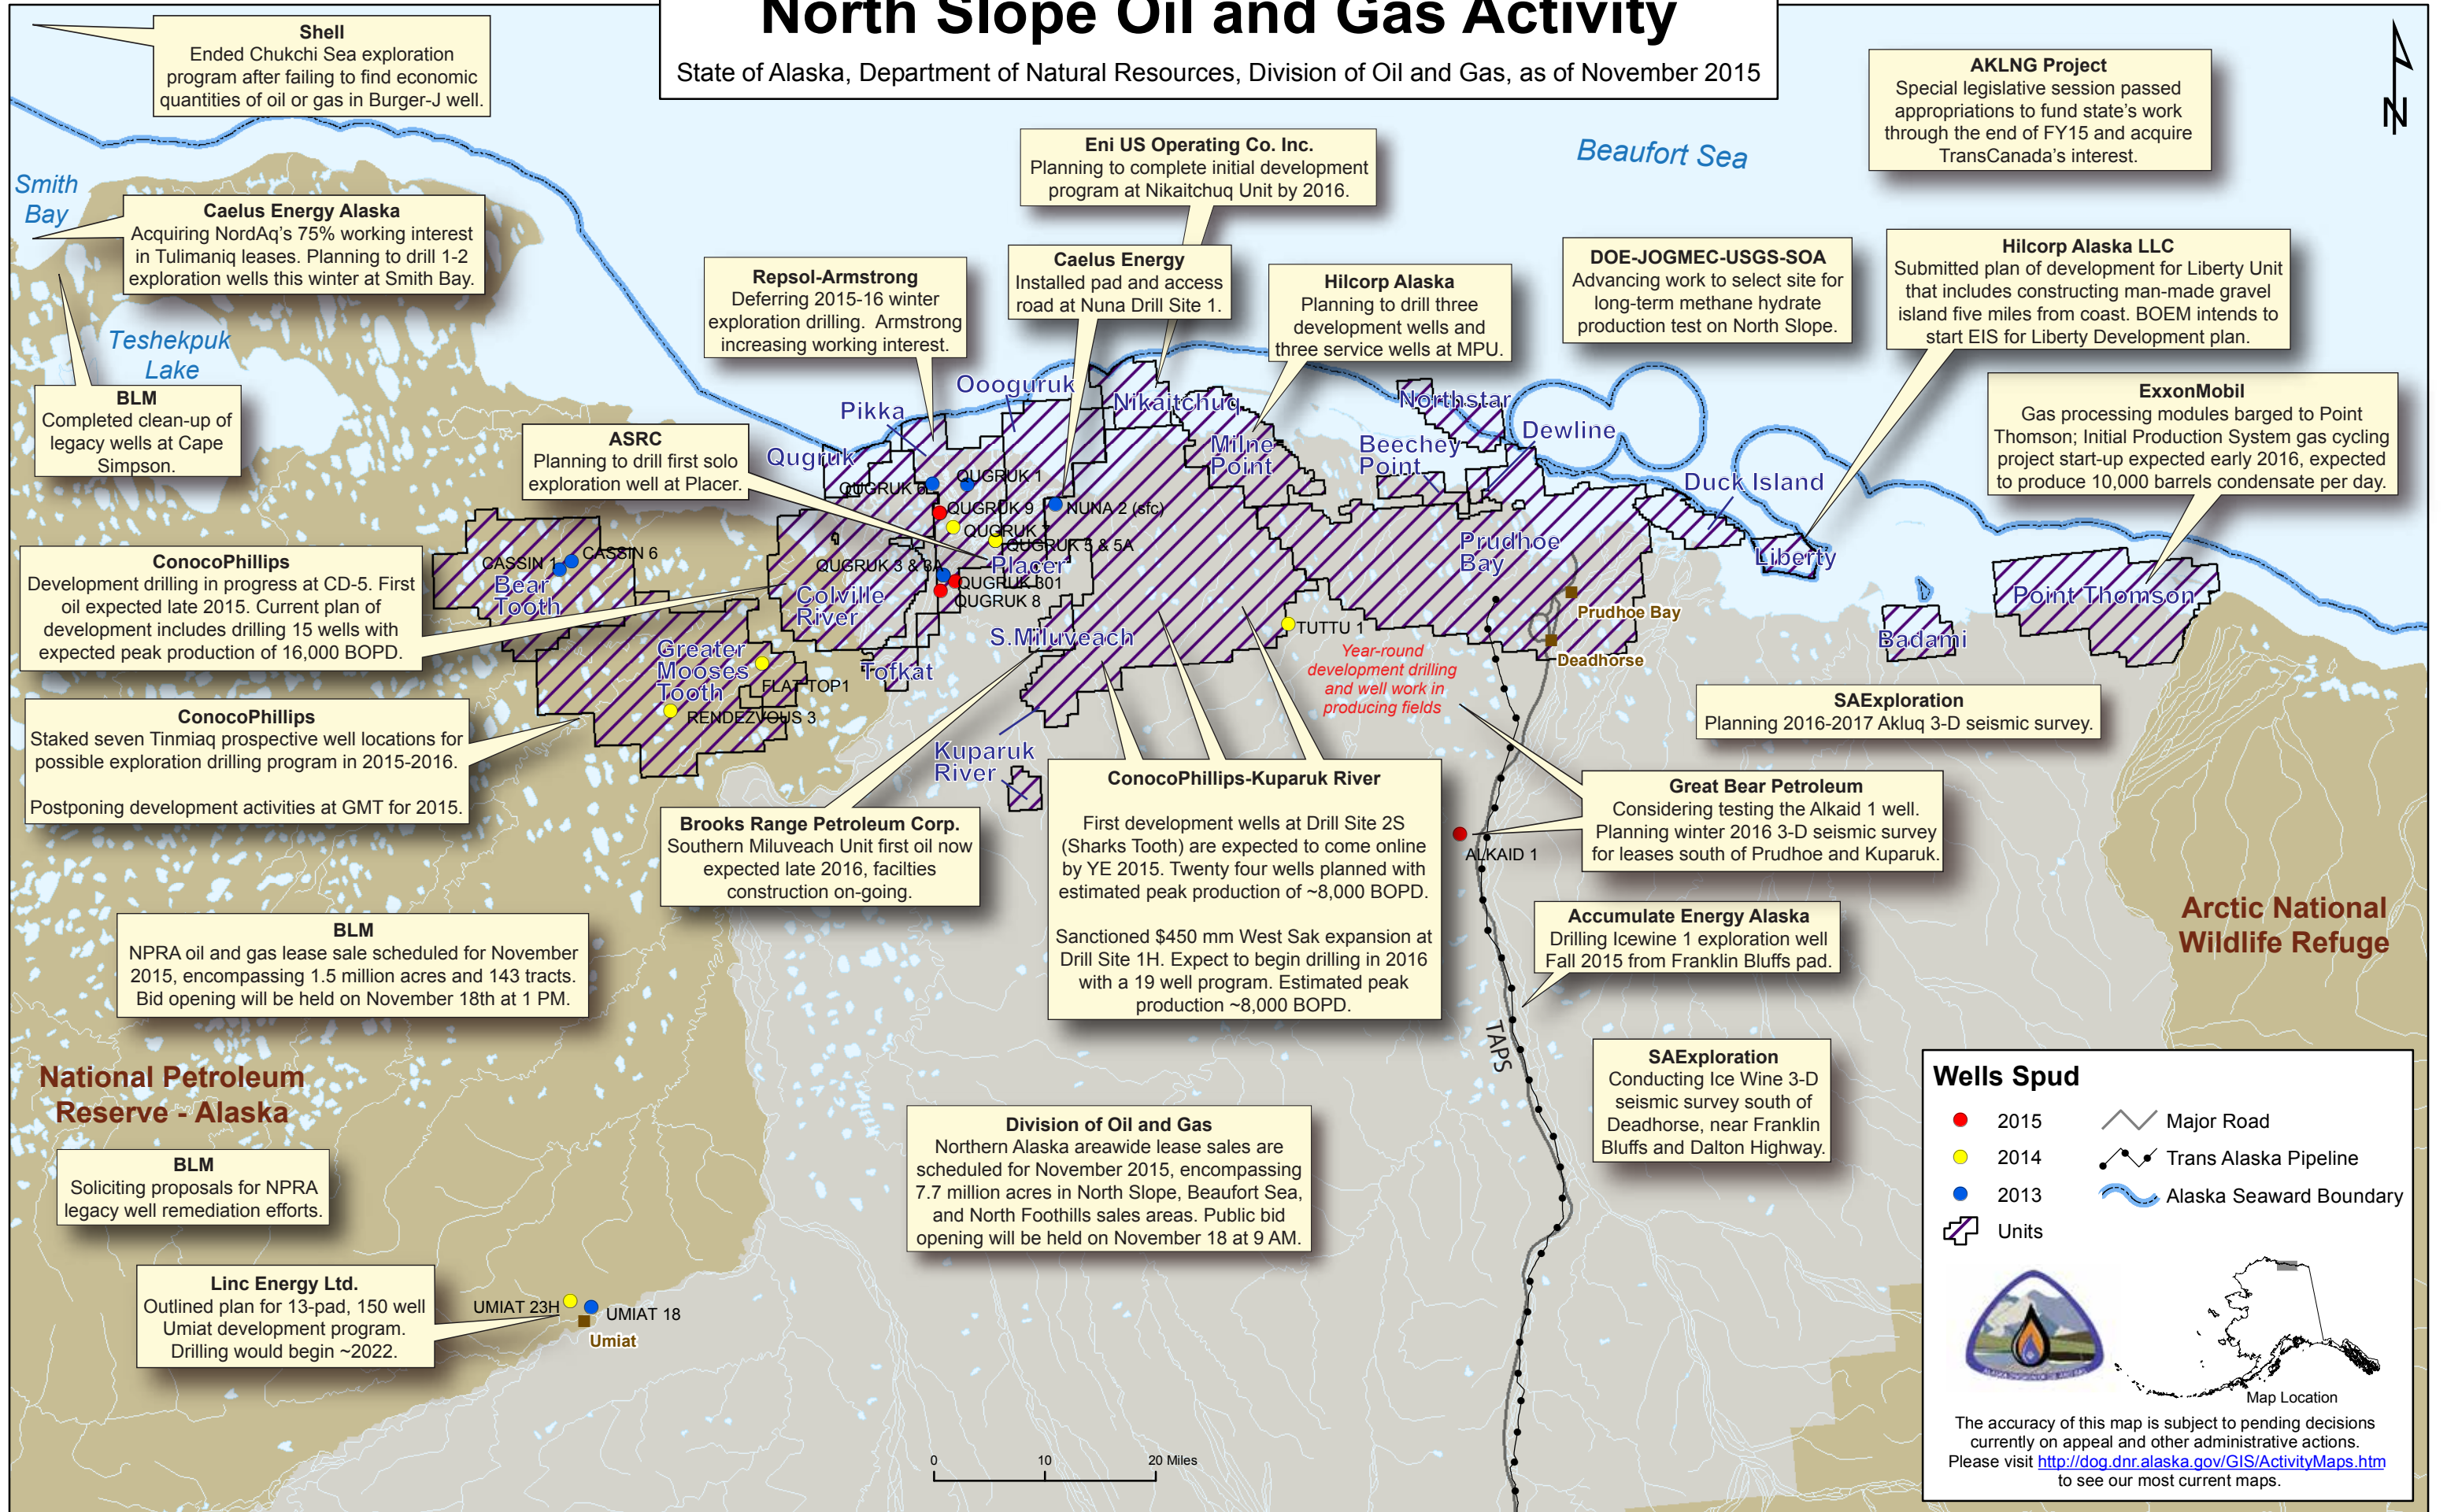 North Slope Oil and Gas Activity
State of Alaska, Department of Natural Resources, Division of Oil and Gas, as of November 2015
Shell
Ended Chukchi Sea exploration
program after failing to find economic
quantities of oil or gas in Burger-J well.
AKLNG Project
Special legislative session passed
appropriations to fund state's work
through the end of FY15 and acquire
TransCanada's interest.
N
Eni US Operating Co. Inc.
Planning to complete initial development
program at Nikaitchuq Unit by 2016.
Beaufort Sea
Smith
Bay
Caelus Energy Alaska
Acquiring NordAq's 75% working interest
in Tulimaniq leases. Planning to drill 1-2
exploration wells this winter at Smith Bay.
Repsol-Armstrong
Deferring 2015-16 winter
exploration drilling. Armstrong
increasing working interest.
Caelus Energy
Installed pad and access
road at Nuna Drill Site 1.
Hilcorp Alaska
Planning to drill three
development wells and
three service wells at MPU.
DOE-JOGMEC-USGS-SOA
Advancing work to select site for
long-term methane hydrate
production test on North Slope.
Hilcorp Alaska LLC
Submitted plan of development for Liberty Unit
that includes constructing man-made gravel
island five miles from coast. BOEM intends to
start EIS for Liberty Development plan.
Teshekpuk
Lake
BLM
Completed clean-up of
legacy wells at Cape
Simpson.
ExxonMobil
Gas processing modules barged to Point
Thomson; Initial Production System gas cycling
project start-up expected early 2016, expected
to produce 10,000 barrels condensate per day.
ASRC
Planning to drill first solo
exploration well at Placer.
Oooguruk
Pikka
Qugruk
Nikaitchuq
Milne
Point
Northstar
Beechey
Point
Dewline
Duck Island
Liberty
Point Thomson
Badami
Prudhoe
Bay
Prudhoe Bay
Deadhorse
QUGRUK 1
QUGRUK 6
QUGRUK 9
NUNA 2 (sfc)
QUGRUK 7
QUGRUK 5 & 5A
Placer
QUGRUK 3 & 3A
QUGRUK 301
QUGRUK 8
CASSIN 1
CASSIN 6
Bear
Tooth
Colville
River
S.Miluveach
Tofkat
Greater
Mooses
Tooth
FLAT TOP1
RENDEZVOUS 3
TUTTU 1
Year-round
development drilling
and well work in
producing fields
Kuparuk
River
ConocoPhillips
Development drilling in progress at CD-5. First
oil expected late 2015. Current plan of
development includes drilling 15 wells with
expected peak production of 16,000 BOPD.
ConocoPhillips
Staked seven Tinmiaq prospective well locations for
possible exploration drilling program in 2015-2016.
Postponing development activities at GMT for 2015.
SAExploration
Planning 2016-2017 Akluq 3-D seismic survey.
Brooks Range Petroleum Corp.
Southern Miluveach Unit first oil now
expected late 2016, facilties
construction on-going.
ConocoPhillips-Kuparuk River
First development wells at Drill Site 2S
(Sharks Tooth) are expected to come online
by YE 2015. Twenty four wells planned with
estimated peak production of ~8,000 BOPD.
Sanctioned $450 mm West Sak expansion at
Drill Site 1H. Expect to begin drilling in 2016
with a 19 well program. Estimated peak
production ~8,000 BOPD.
Great Bear Petroleum
Considering testing the Alkaid 1 well.
Planning winter 2016 3-D seismic survey
for leases south of Prudhoe and Kuparuk.
ALKAID 1
Accumulate Energy Alaska
Drilling Icewine 1 exploration well
Fall 2015 from Franklin Bluffs pad.
Arctic National
Wildlife Refuge
BLM
NPRA oil and gas lease sale scheduled for November
2015, encompassing 1.5 million acres and 143 tracts.
Bid opening will be held on November 18th at 1 PM.
TAPS
SAExploration
Conducting Ice Wine 3-D
seismic survey south of
Deadhorse, near Franklin
Bluffs and Dalton Highway.
National Petroleum
Reserve - Alaska
BLM
Soliciting proposals for NPRA
legacy well remediation efforts.
Division of Oil and Gas
Northern Alaska areawide lease sales are
scheduled for November 2015, encompassing
7.7 million acres in North Slope, Beaufort Sea,
and North Foothills sales areas. Public bid
opening will be held on November 18 at 9 AM.
Linc Energy Ltd.
Outlined plan for 13-pad, 150 well
Umiat development program.
Drilling would begin ~2022.
UMIAT 23H
UMIAT 18
Umiat
0 10 20 Miles
Wells Spud
2015
2014
2013
Units
Major Road
Trans Alaska Pipeline
Alaska Seaward Boundary
Map Location
The accuracy of this map is subject to pending decisions
currently on appeal and other administrative actions.
Please visit http://dog.dnr.alaska.gov/GIS/ActivityMaps.htm
to see our most current maps.